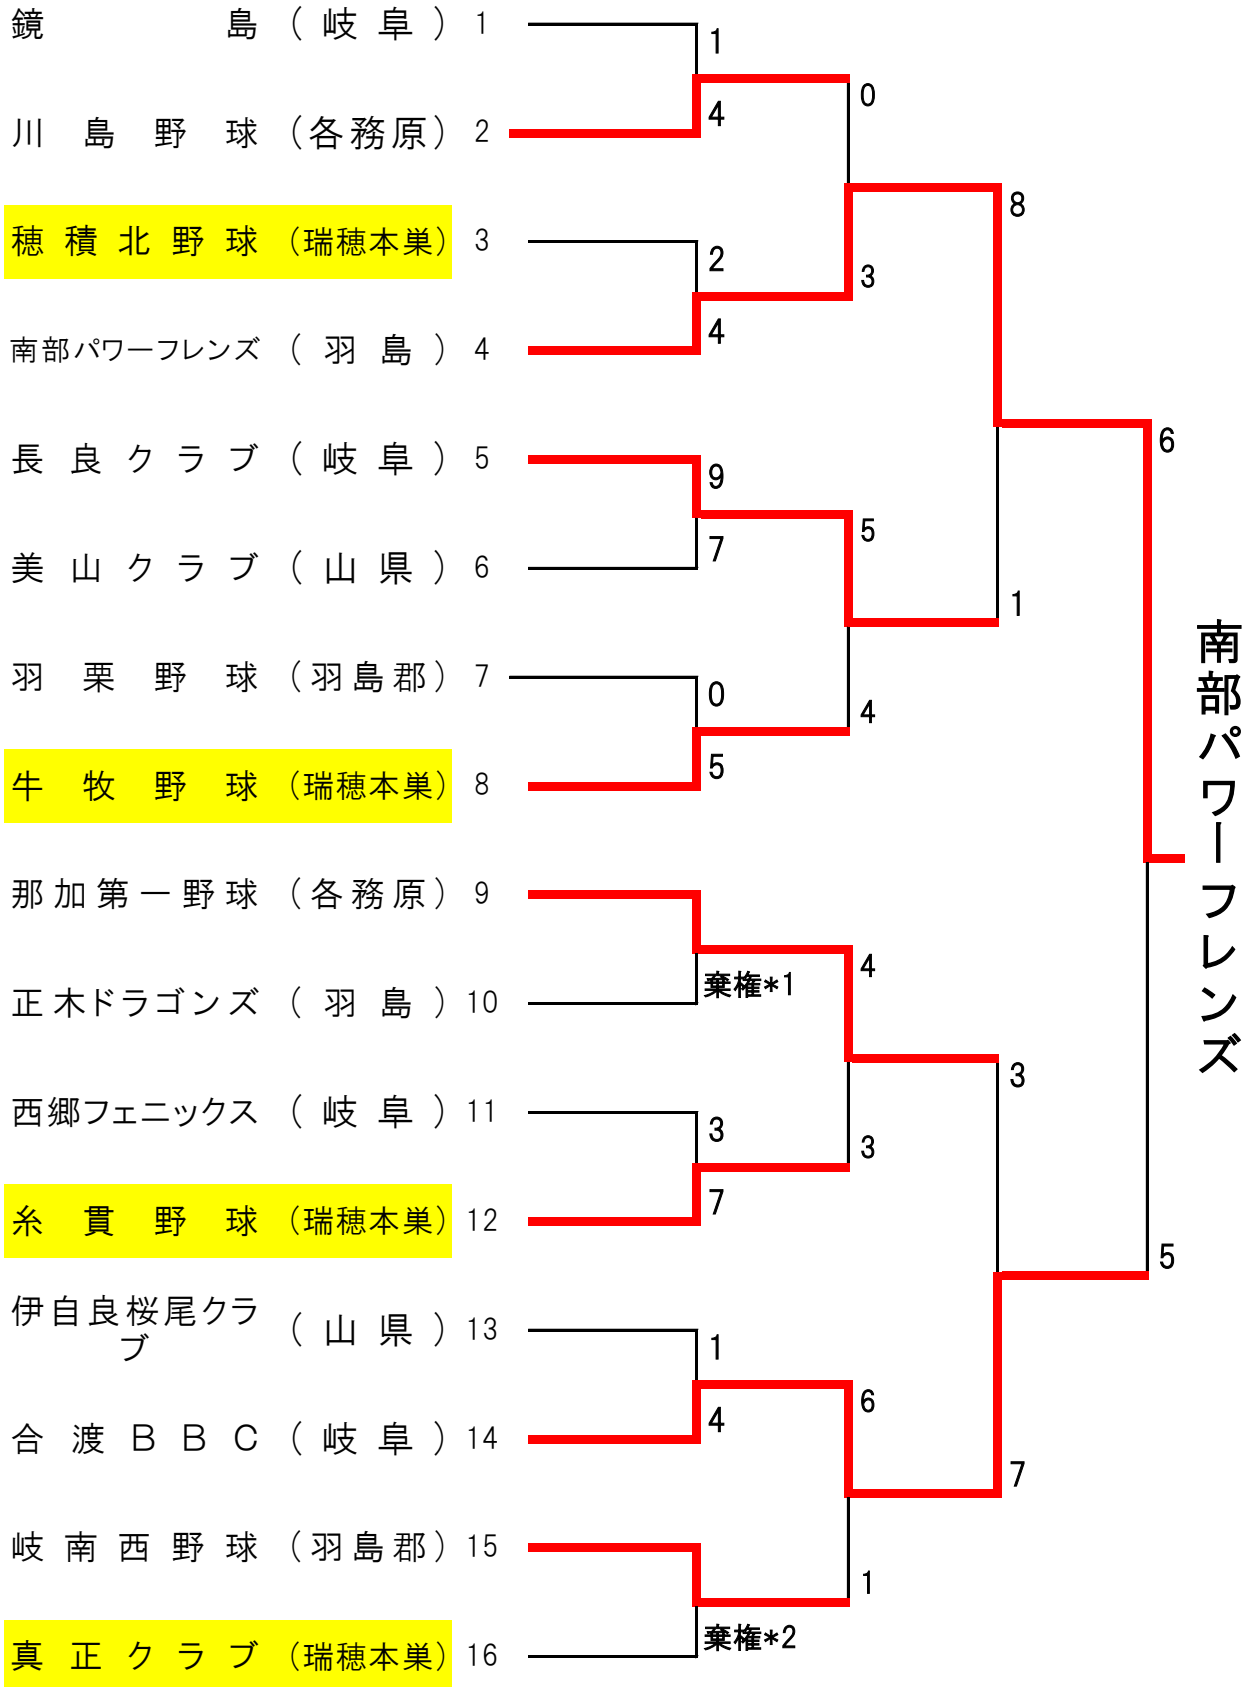 鏡島（岐阜） 1
川島野球（各務原） 2
穂積北野球（瑞穂本巣） 3
南部パワーフレンズ（羽島） 4
長良クラブ（岐阜） 5
美山クラブ（山県） 6
羽栗野球（羽島郡） 7
牛牧野球（瑞穂本巣） 8
那加第一野球（各務原） 9
正木ドラゴンズ（羽島） 10
西郷フェニックス（岐阜） 11
糸貫野球（瑞穂本巣） 12
伊自良桜尾クラ
ブ
（山県） 13
合渡ＢＢＣ（岐阜） 14
岐南西野球（羽島郡） 15
真正クラブ（瑞穂本巣） 16
1
4
2
4
9
7
0
5
棄権*1
3
7
1
4
棄権*2
0
3
5
4
4
3
6
1
8
1
3
7
6
5
南部パワーフレンズ